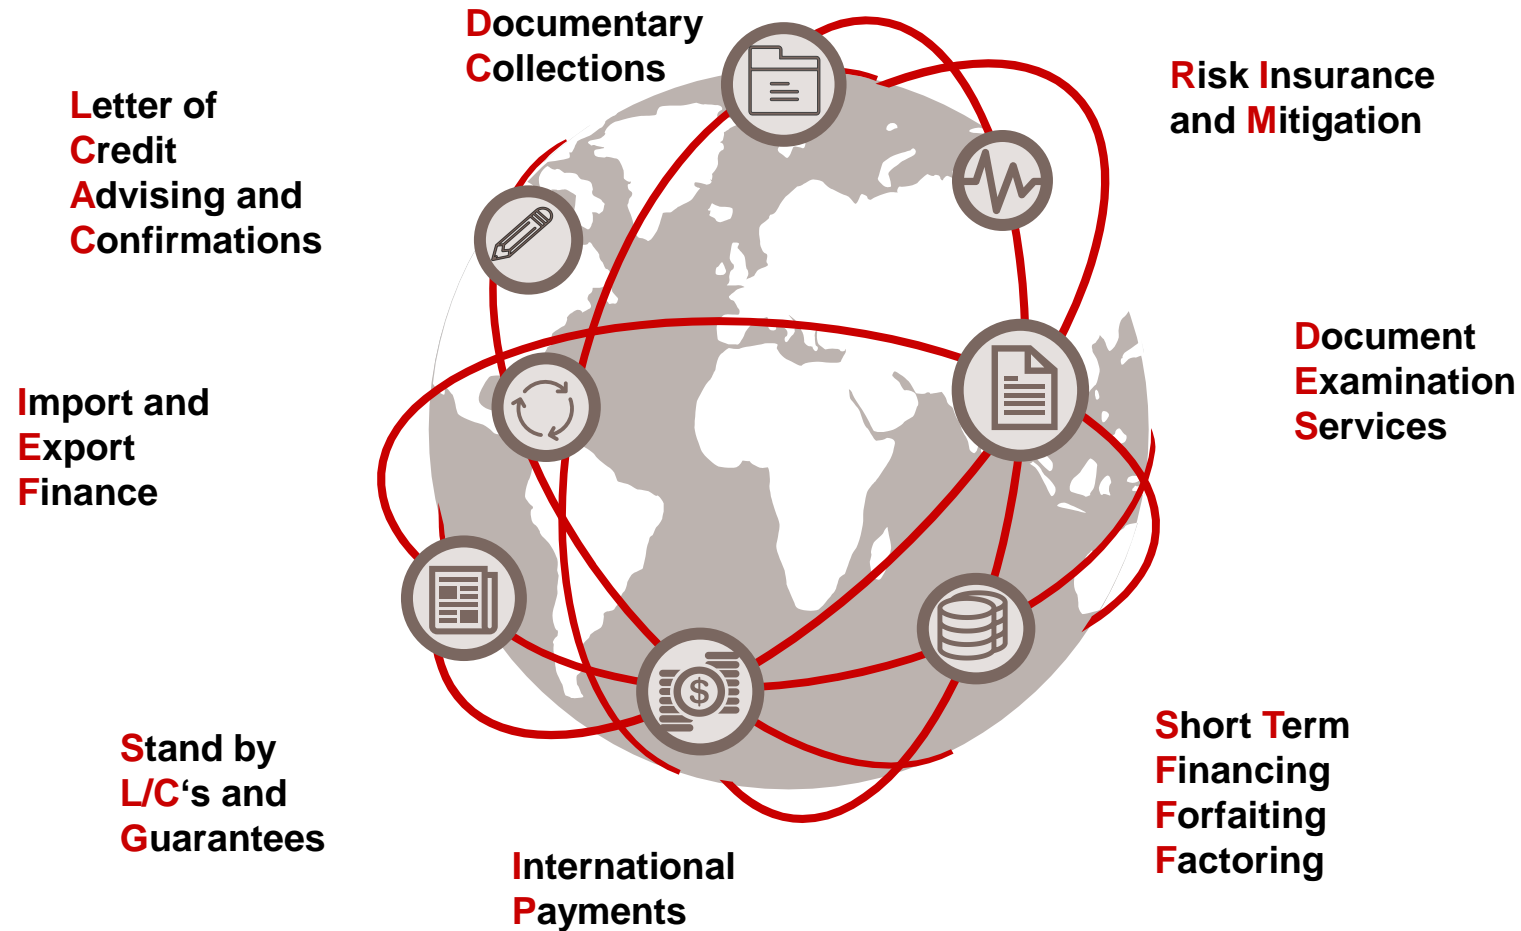 Documentary
Collections
Risk Insurance
and Mitigation
Letter of
Credit
Advising and
Confirmations
Document
Examination
Services
Import and
Export
Finance
$
Short Term
Financing
Forfaiting
Factoring
Stand by
L/C‘s and
Guarantees
International
Payments